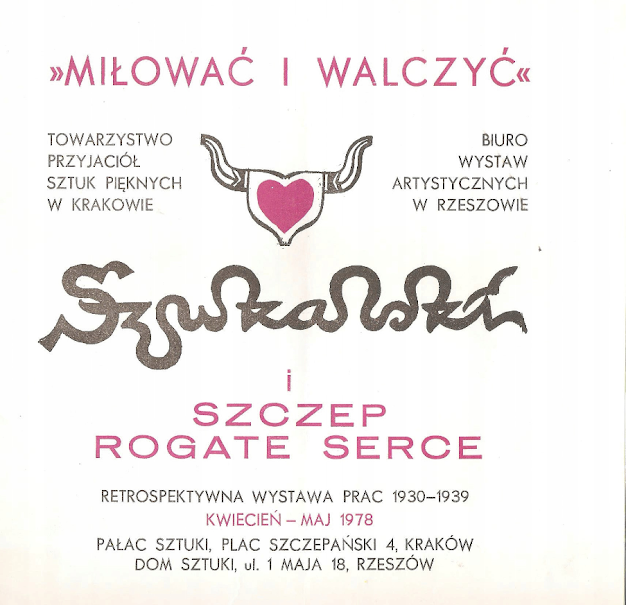 »MIŁOWAĆ I WALCZYĆ«
TOWARZYSTWO
PRZYJACIÓŁ
SZTUK PIĘKNYCH
W KRAKOWIE
BIURO
WYSTAW
ARTYSTYCZNYCH
W RZESZOWIE
Szukalski
i
SZCZEP
ROGATE SERCE
RETROSPEKTYWNA WYSTAWA PRAC 1930–1939
KWIECIEŃ – MAJ 1978
PAŁAC SZTUKI, PLAC SZCZEPAŃSKI 4, KRAKÓW
DOM SZTUKI, ul. 1 MAJA 18, RZESZÓW